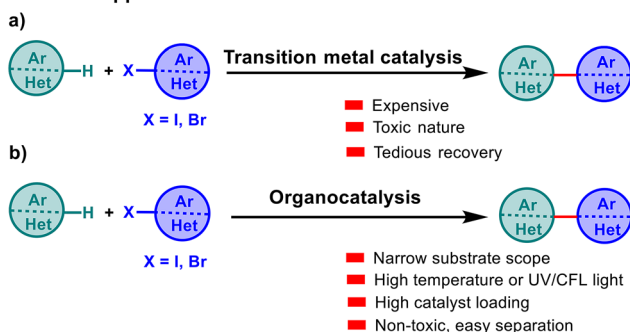 a)
Ar
Het
H
+
X
Ar
Het
X = I, Br
Transition metal catalysis
Expensive
Toxic nature
Tedious recovery
Ar
Het
Ar
Het
b)
Ar
Het
H
+
X
Ar
Het
X = I, Br
Organocatalysis
Narrow substrate scope
High temperature or UV/CFL light
High catalyst loading
Non-toxic, easy separation
Ar
Het
Ar
Het